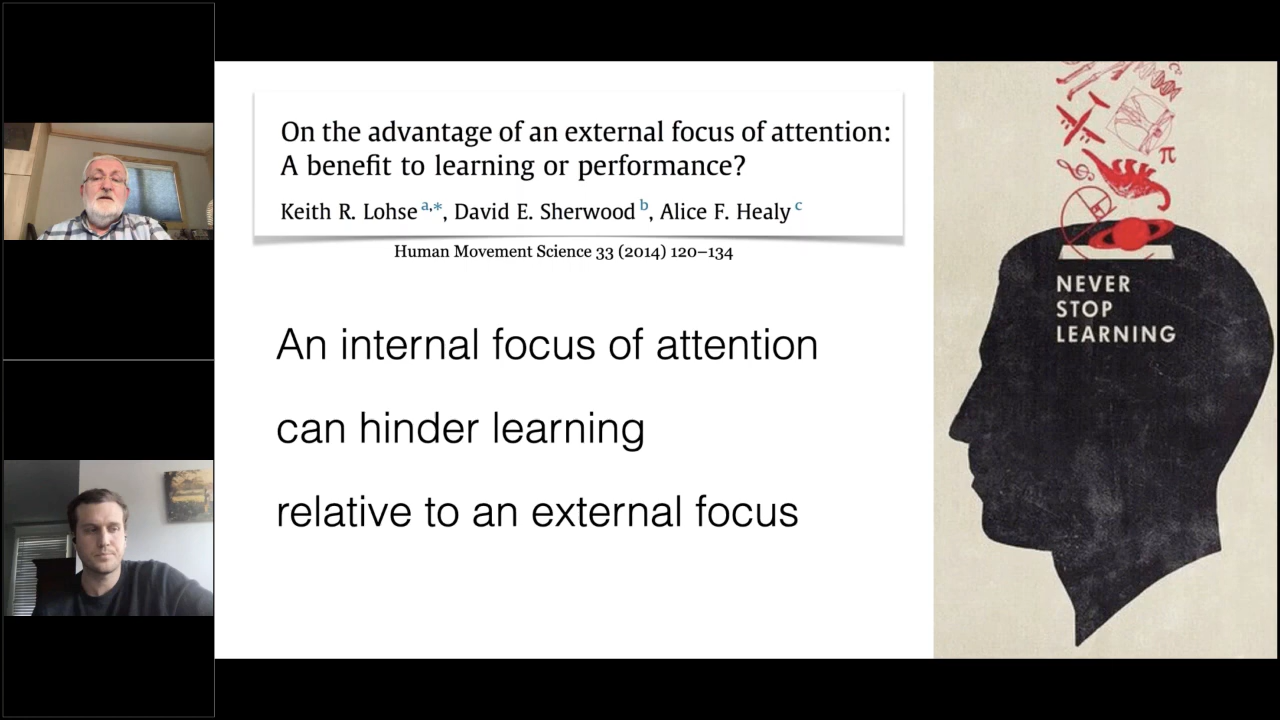 On the advantage of an external focus of attention:
A benefit to learning or performance?
Keith R. Lohse a,*, David E. Sherwood b, Alice F. Healy c
Human Movement Science 33 (2014) 120–134
An internal focus of attention
can hinder learning
relative to an external focus
π
NEVER
STOP
LEARNING